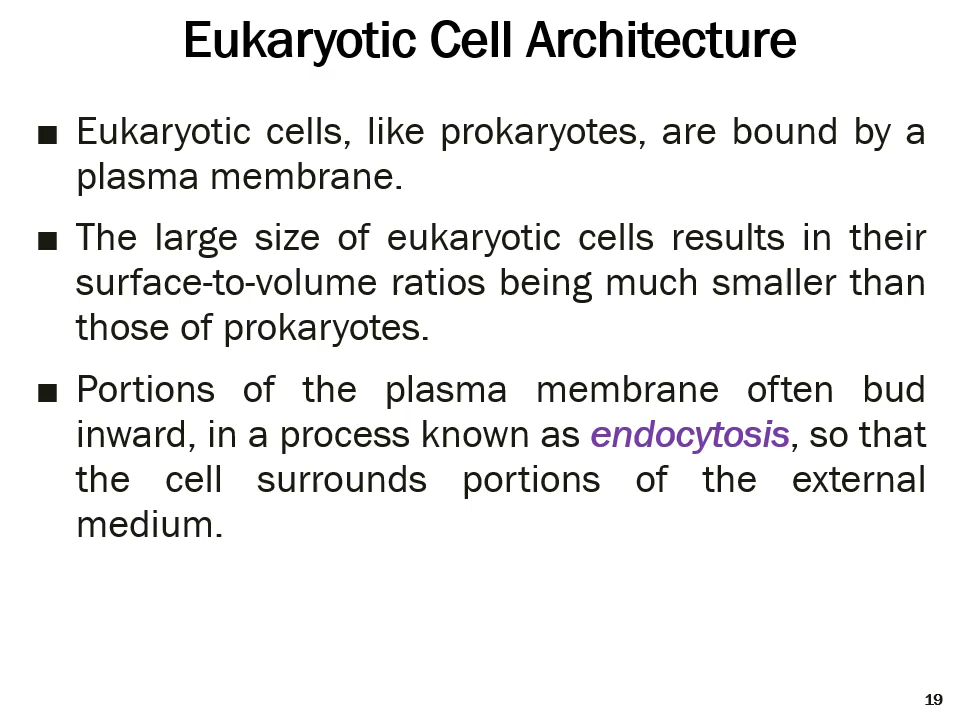 Eukaryotic Cell Architecture
■ Eukaryotic cells, like prokaryotes, are bound by a
plasma membrane.
■ The large size of eukaryotic cells results in their
surface-to-volume ratios being much smaller than
those of prokaryotes.
■ Portions of the plasma membrane often bud
inward, in a process known as endocytosis, so that
the cell surrounds portions of the external
medium.
19